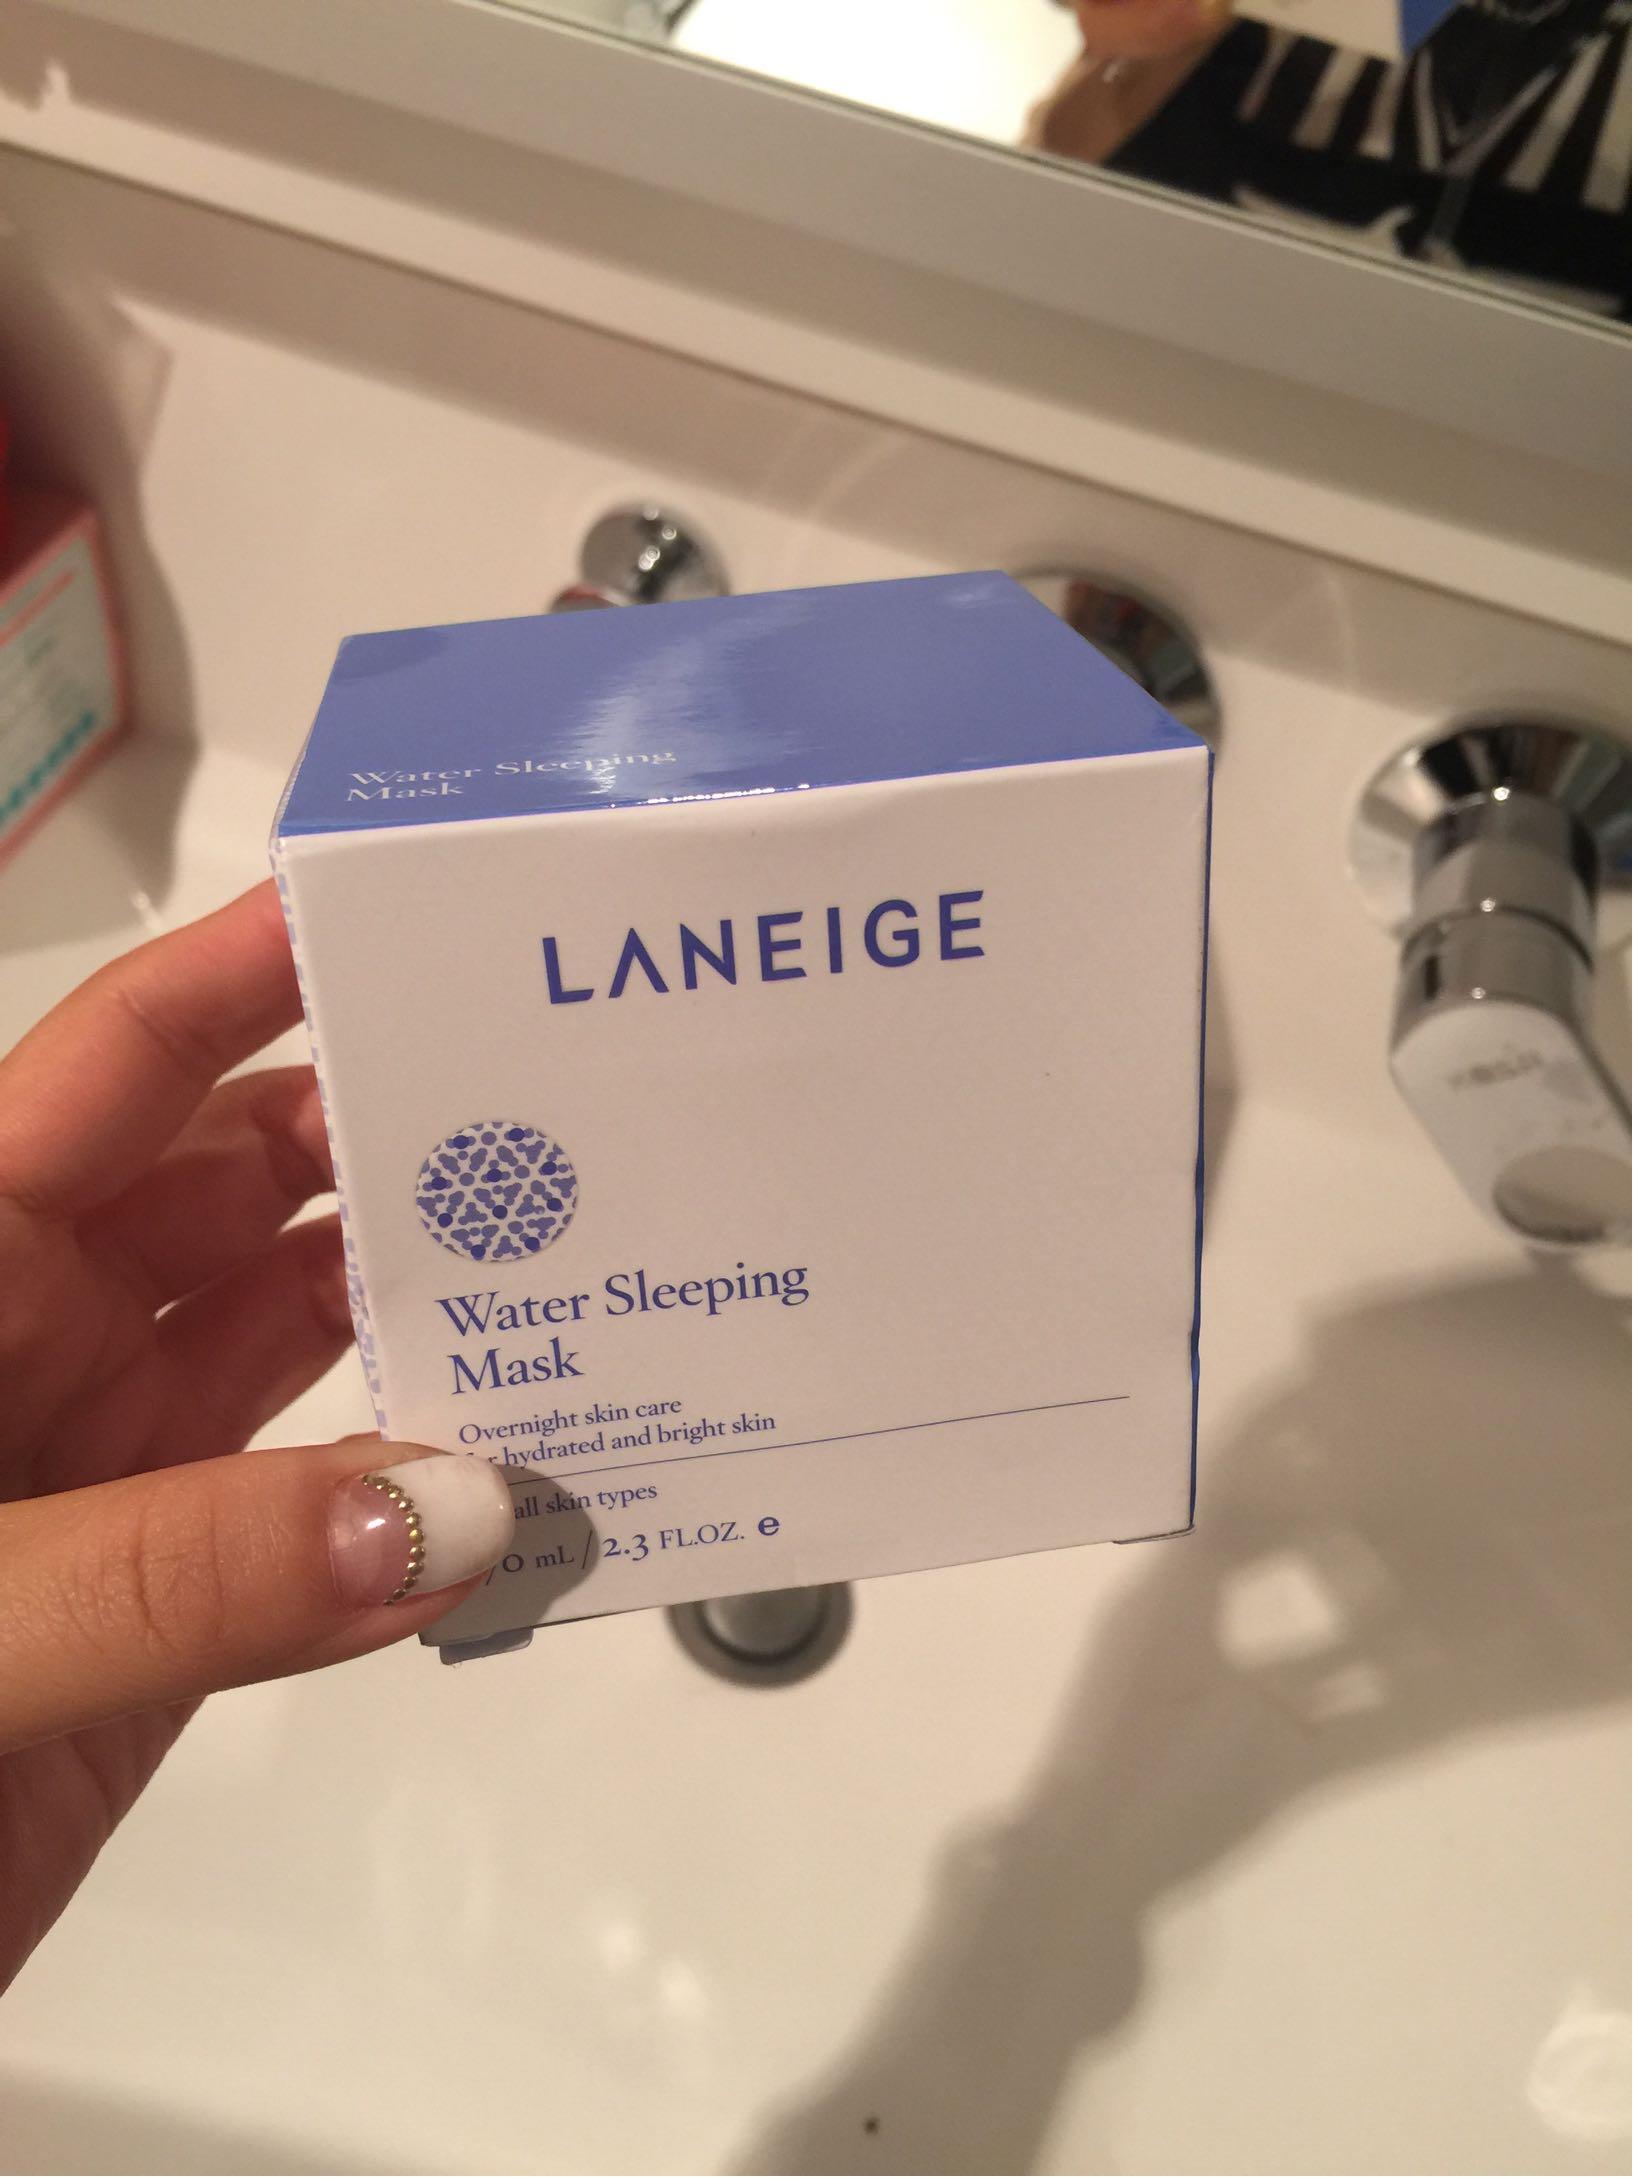 Water Sleeping
Mask
LANEIGE
Water Sleeping
Mask
Overnight skin care
hydrated and bright skin
all skin types
mL / 2.3 FL.OZ. e